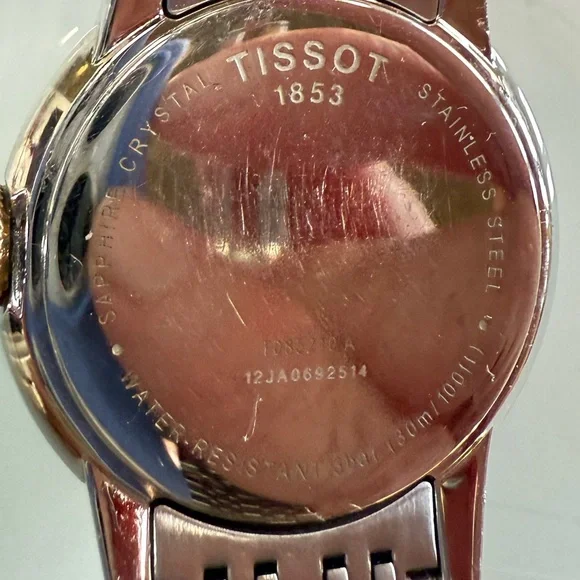 TISSOT
1853
SAPPHIRE CRYSTAL
STAINLESS STEEL
12JA0692514
WATER-RESISTANT 3bar (30m/100ft)